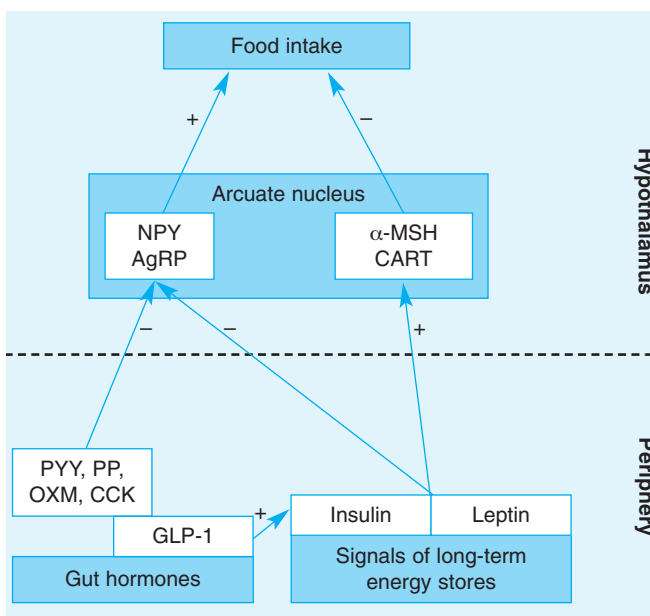 Food intake
+
−
Arcuate nucleus
NPY
AgRP
α-MSH
CART
−
−
+
Hypothalamus
Periphery
PYY, PP,
OXM, CCK
GLP-1
Gut hormones
+
Insulin
Leptin
Signals of long-term
energy stores